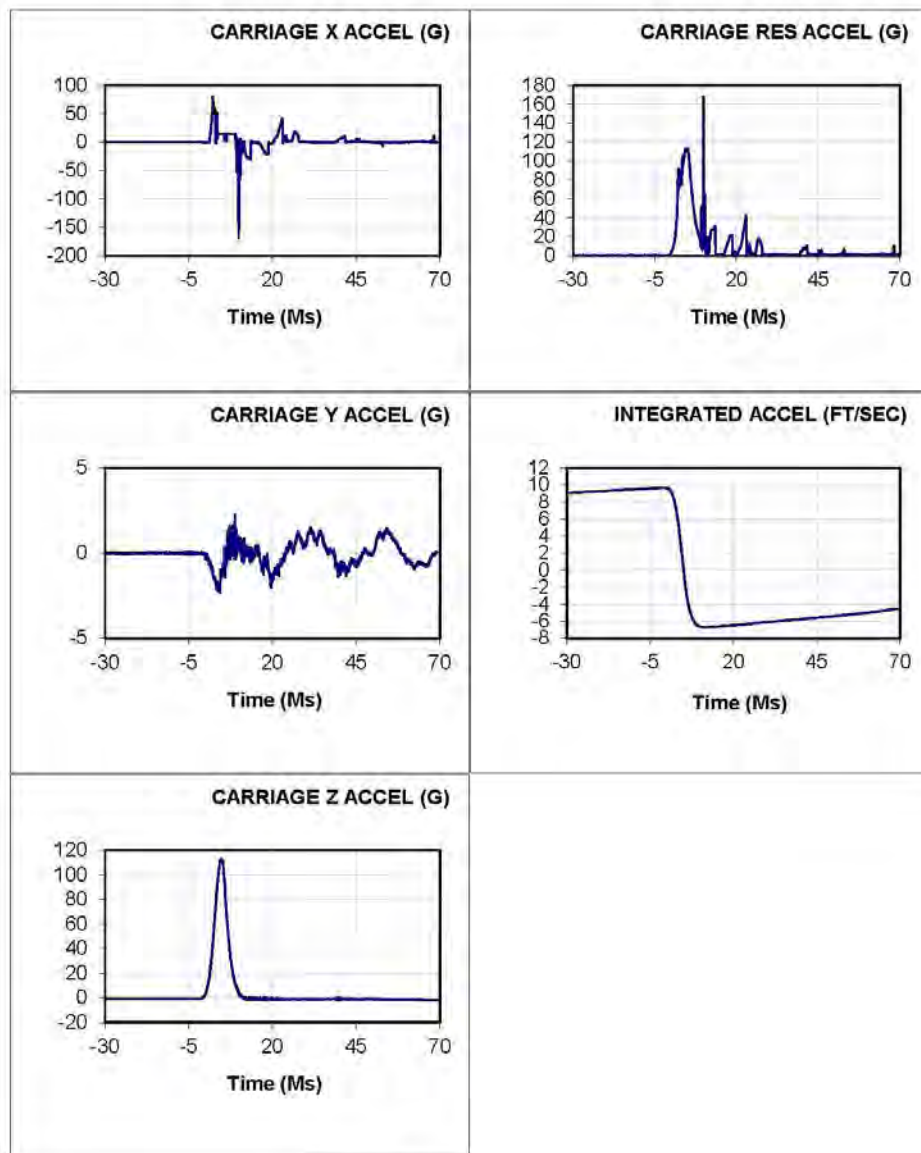 CARRIAGE X ACCEL (G)
100
50
0
-50
-100
-150
-200
-30 -5 20 45 70
Time (Ms)
CARRIAGE RES ACCEL (G)
180
160
140
120
100
80
60
40
20
0
-30 -5 20 45 70
Time (Ms)
CARRIAGE Y ACCEL (G)
5
0
-5
-30 -5 20 45 70
Time (Ms)
INTEGRATED ACCEL (FT/SEC)
12
10
8
6
4
2
0
-2
-4
-6
-8
-30 -5 20 45 70
Time (Ms)
CARRIAGE Z ACCEL (G)
120
100
80
60
40
20
0
-20
-30 -5 20 45 70
Time (Ms)